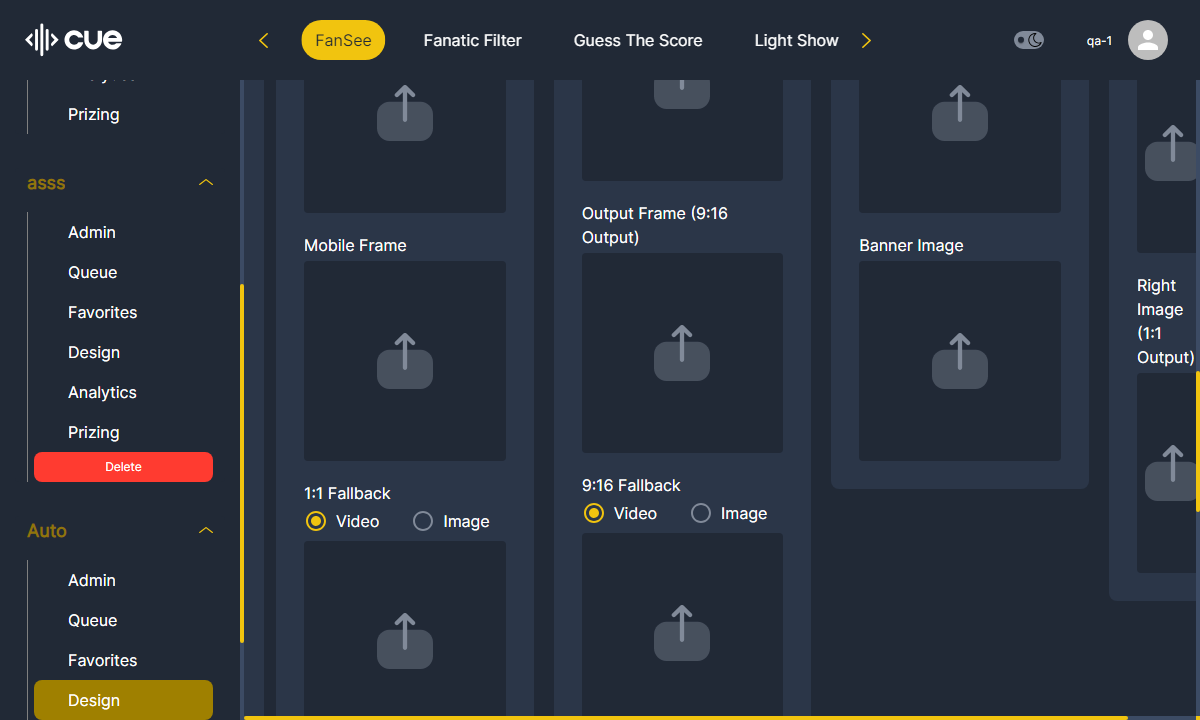 cue
FanSee
Fanatic Filter
Guess The Score
Light Show
qa-1
Prizing
asss
Admin
Queue
Favorites
Design
Analytics
Prizing
Delete
Auto
Admin
Queue
Favorites
Design
Mobile Frame
1:1 Fallback
Video
Image
Output Frame (9:16
Output)
9:16 Fallback
Video
Image
Banner Image
Right
Image
(1:1
Output)